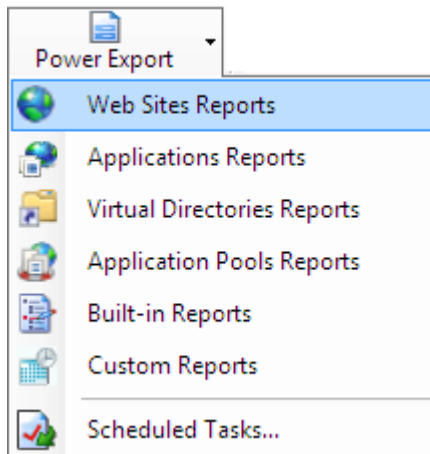 Power Export
Web Sites Reports
Applications Reports
Virtual Directories Reports
Application Pools Reports
Built-in Reports
Custom Reports
Scheduled Tasks...